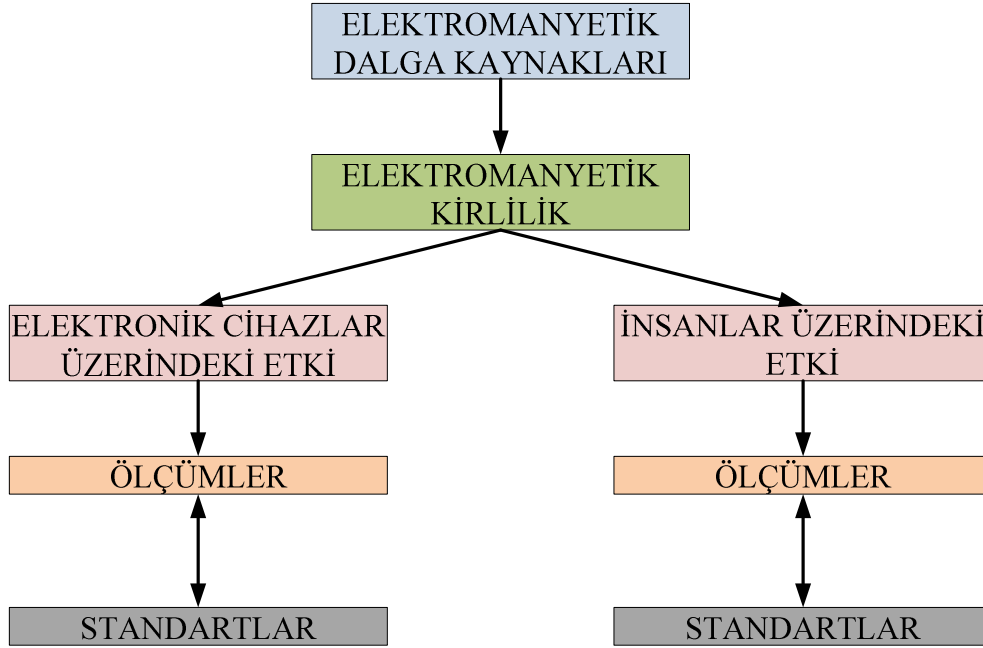 ELEKTROMANYETİK
DALGA KAYNAKLARI
ELEKTROMANYETİK
KİRLİLİK
ELEKTRONİK CİHAZLAR
ÜZERİNDEKİ ETKİ
İNSANLAR ÜZERİNDEKİ
ETKİ
ÖLÇÜMLER
ÖLÇÜMLER
STANDARTLAR
STANDARTLAR